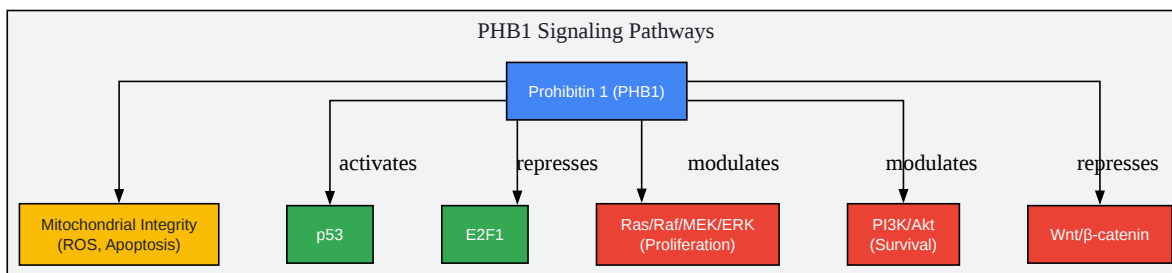 PHB1 Signaling Pathways
Prohibitin 1 (PHB1)
activates
represses
modulates
modulates
represses
Mitochondrial Integrity
(ROS, Apoptosis)
p53
E2F1
Ras/Raf/MEK/ERK
(Proliferation)
PI3K/Akt
(Survival)
Wnt/β-catenin